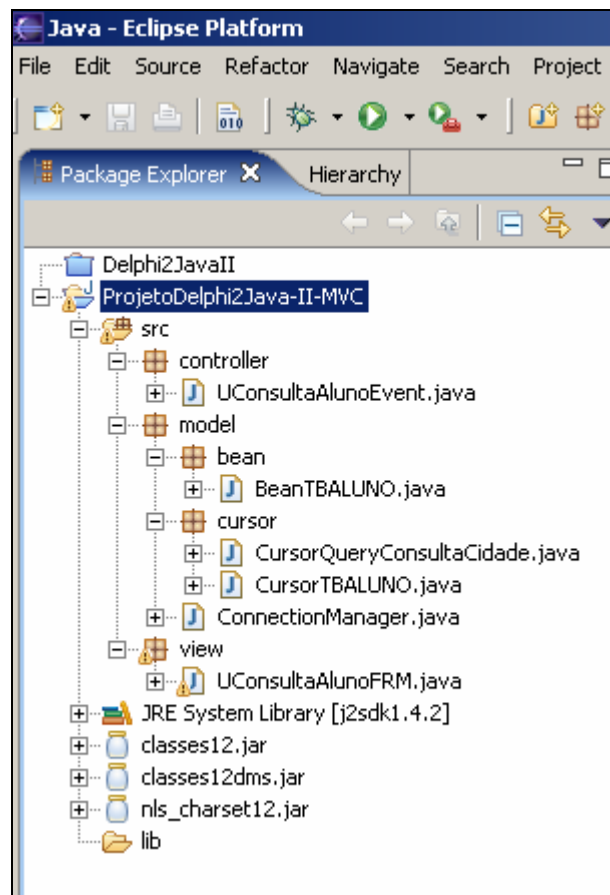 Java - Eclipse Platform
File Edit Source Refactor Navigate Search Project
010
Package Explorer Hierarchy
Delphi2JavaII
ProjetoDelphi2Java-II-MVC
src
controller
UConsultaAlunoEvent.java
model
bean
BeanTBALUNO.java
cursor
CursorQueryConsultaCidade.java
CursorTBALUNO.java
ConnectionManager.java
view
UConsultaAlunoFRM.java
JRE System Library [j2sdk1.4.2]
classes12.jar
classes12dms.jar
nls_charset12.jar
lib